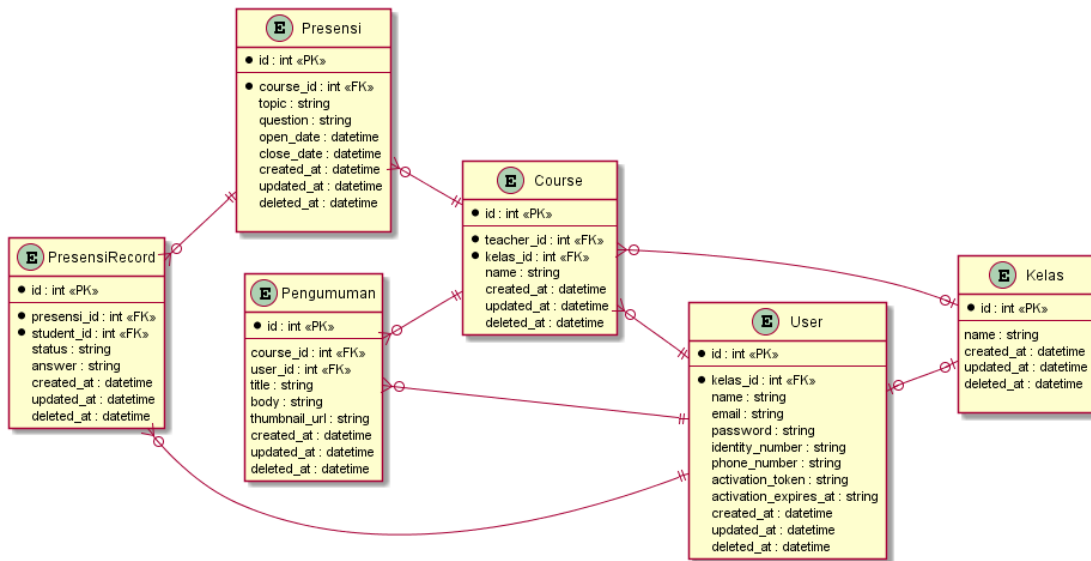 E Presensi
id : int «PK»
course_id : int «FK»
topic : string
question : string
open_date : datetime
close_date : datetime
created_at : datetime
updated_at : datetime
deleted_at : datetime
E Course
id : int «PK»
teacher_id : int «FK»
kelas_id : int «FK»
name : string
created_at : datetime
updated_at : datetime
deleted_at : datetime
E PresensiRecord
id : int «PK»
presensi_id : int «FK»
student_id : int «FK»
status : string
answer : string
created_at : datetime
updated_at : datetime
deleted_at : datetime
E Pengumuman
id : int «PK»
course_id : int «FK»
user_id : int «FK»
title : string
body : string
thumbnail_url : string
created_at : datetime
updated_at : datetime
deleted_at : datetime
E User
id : int «PK»
kelas_id : int «FK»
name : string
email : string
password : string
identity_number : string
phone_number : string
activation_token : string
activation_expires_at : string
created_at : datetime
updated_at : datetime
deleted_at : datetime
E Kelas
id : int «PK»
name : string
created_at : datetime
updated_at : datetime
deleted_at : datetime